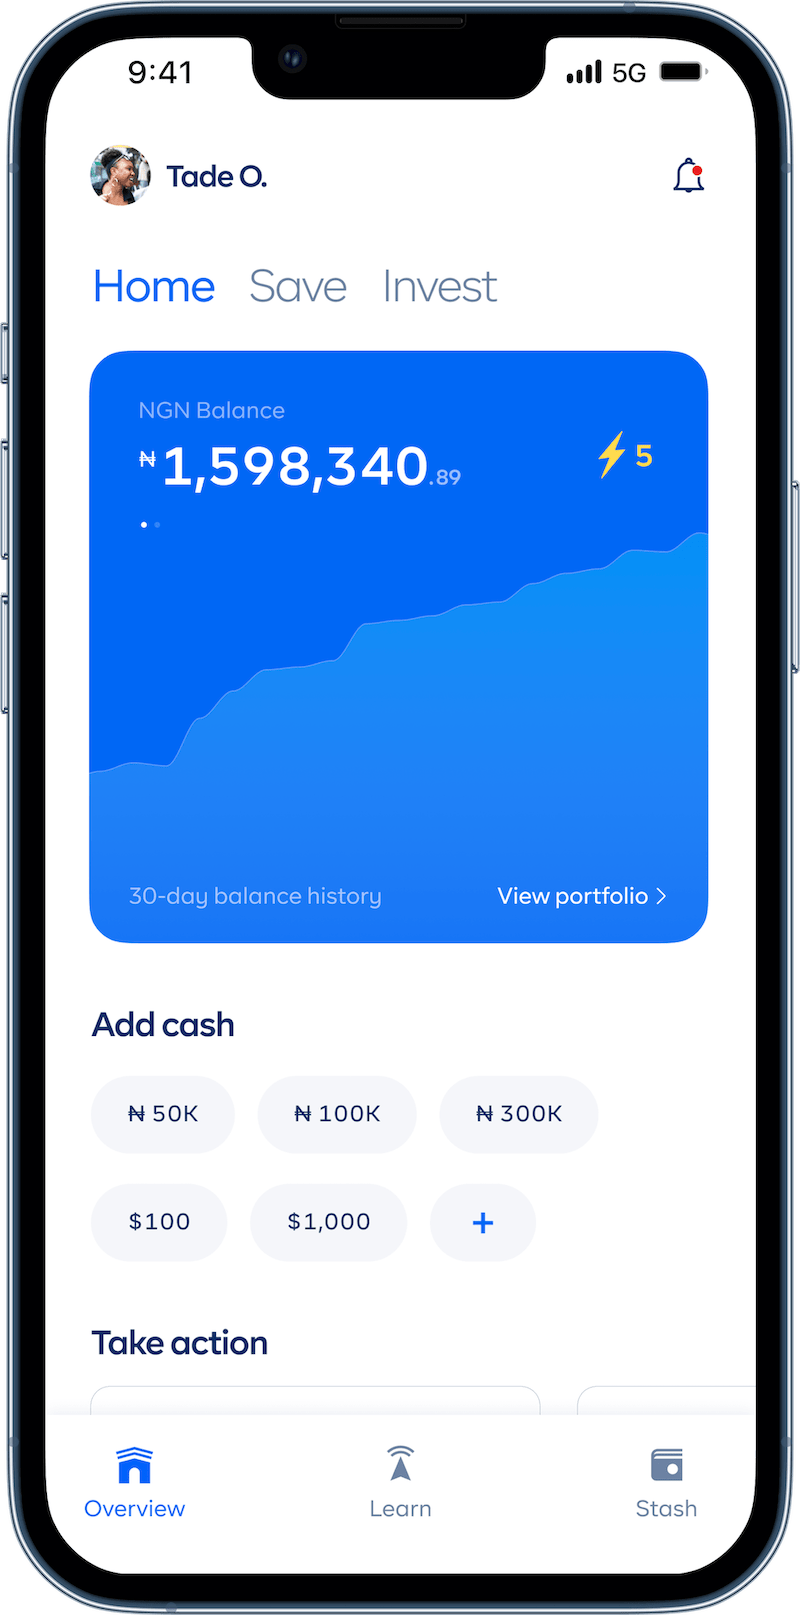 9:41 5G
Tade O.
Home Save Invest
NGN Balance
₦1,598,340.89
5
30-day balance history View portfolio >
Add cash
₦ 50K ₦ 100K ₦ 300K
$100 $1,000 +
Take action
Overview Learn Stash